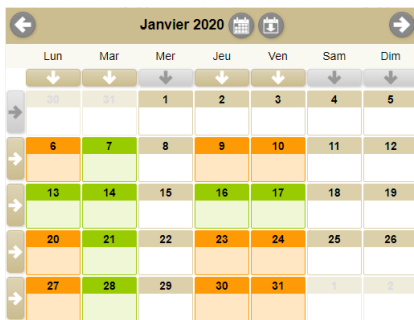 Janvier 2020
Lun Mar Mer Jeu Ven Sam Dim
30 31 1 2 3 4 5
6 7 8 9 10 11 12
13 14 15 16 17 18 19
20 21 22 23 24 25 26
27 28 29 30 31 1 2